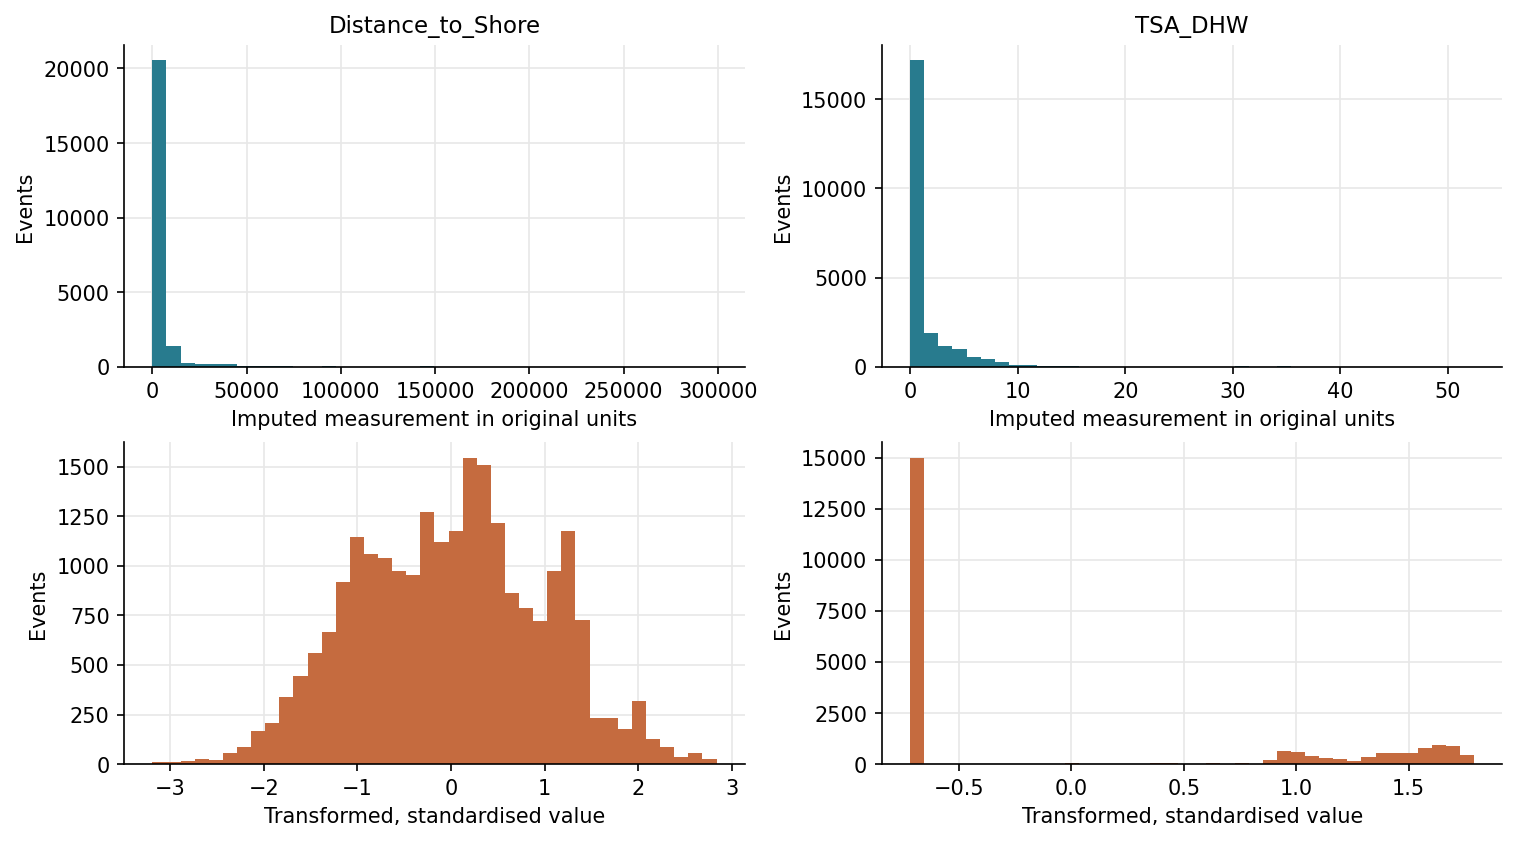 Distance_to_Shore
Events
20000
15000
10000
5000
0
0 50000 100000 150000 200000 250000 300000
Imputed measurement in original units
TSA_DHW
Events
15000
10000
5000
0
0 10 20 30 40 50
Imputed measurement in original units
Events
1500
1250
1000
750
500
250
0
−3 −2 −1 0 1 2 3
Transformed, standardised value
Events
15000
12500
10000
7500
5000
2500
0
−0.5 0.0 0.5 1.0 1.5
Transformed, standardised value